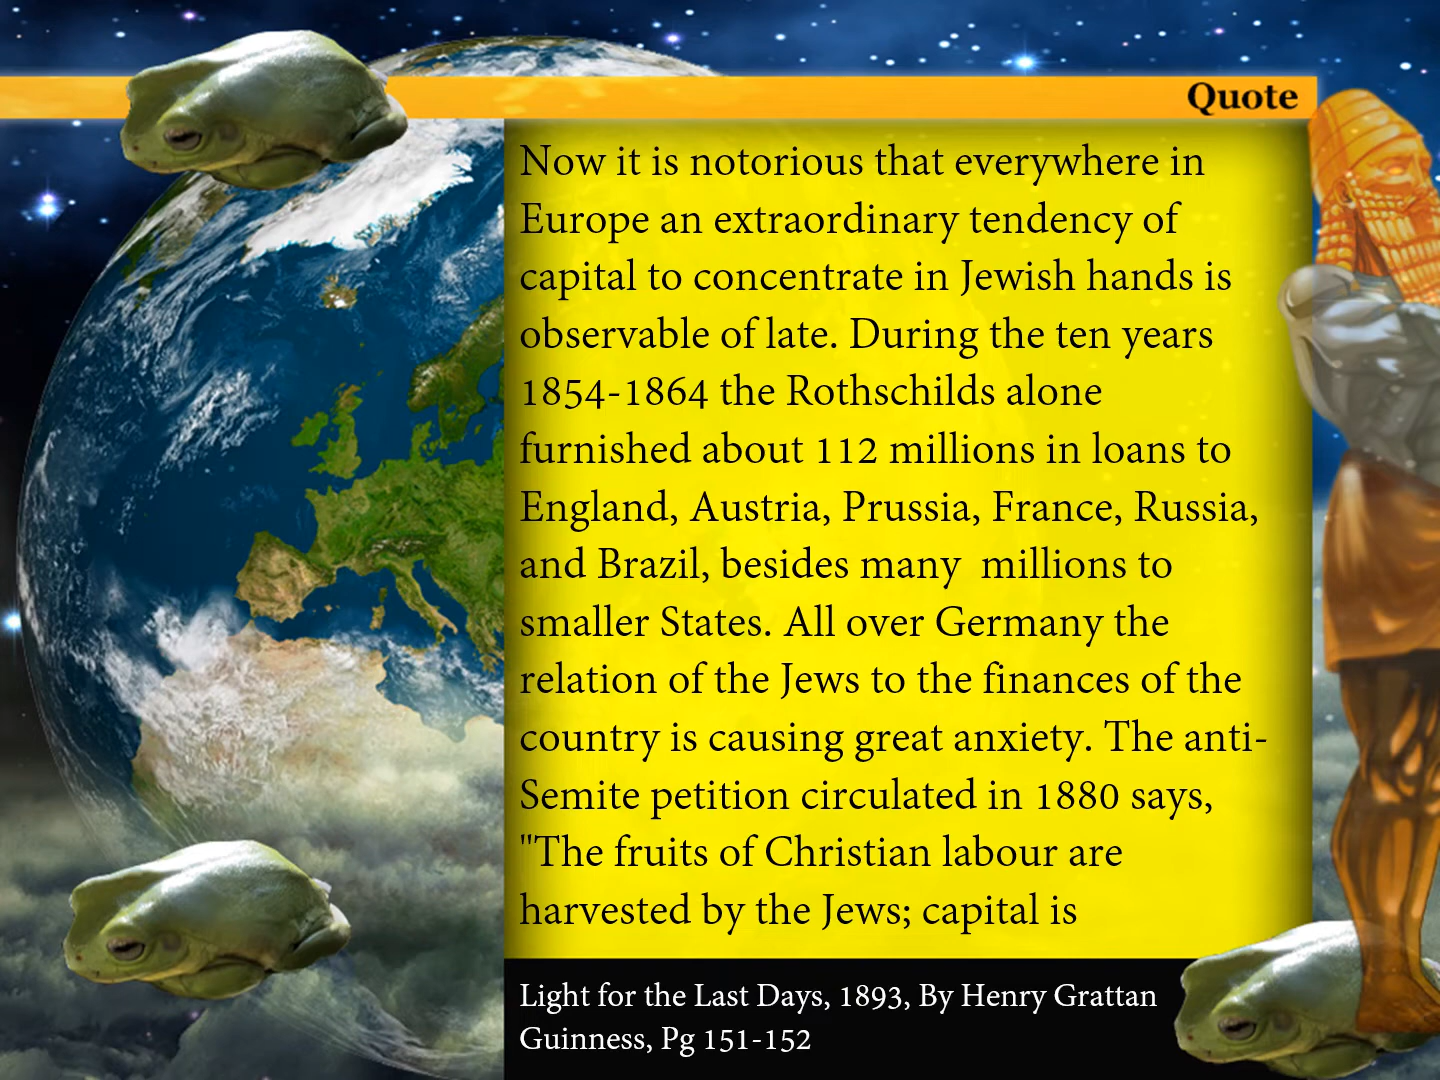 Quote
Now it is notorious that everywhere in
Europe an extraordinary tendency of
capital to concentrate in Jewish hands is
observable of late. During the ten years
1854-1864 the Rothschilds alone
furnished about 112 millions in loans to
England, Austria, Prussia, France, Russia,
and Brazil, besides many  millions to
smaller States. All over Germany the
relation of the Jews to the finances of the
country is causing great anxiety. The anti-
Semite petition circulated in 1880 says,
"The fruits of Christian labour are
harvested by the Jews; capital is
Light for the Last Days, 1893, By Henry Grattan
Guinness, Pg 151-152